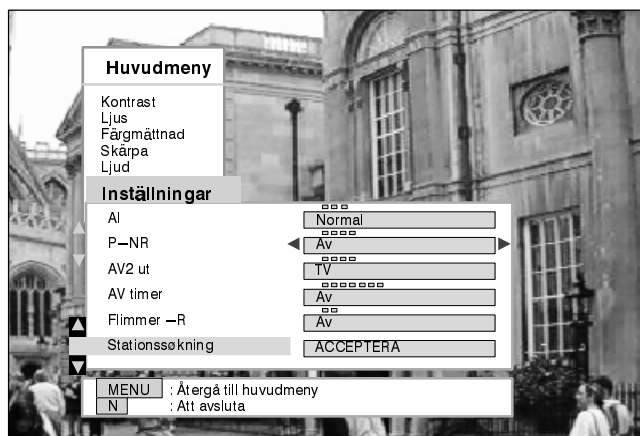 Huvudmeny
Kontrast
Ljus
Färgmättnad
Skärpa
Ljud
Inställningar
AI Normal
P–NR Av
AV2 ut TV
AV timer Av
Flimmer –R Av
Stationssøkning ACCEPTERA
MENU : Återgå till huvudmeny
N : Att avsluta